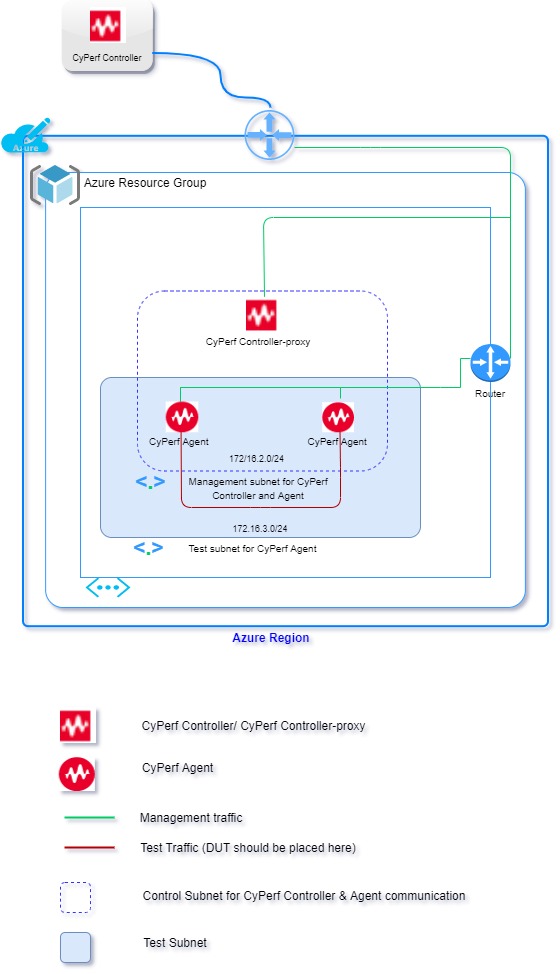 CyPerf Controller
Azure
Azure Resource Group
CyPerf Controller-proxy
Router
CyPerf Agent
CyPerf Agent
172/16.2.0/24
Management subnet for CyPerf
Controller and Agent
172.16.3.0/24
Test subnet for CyPerf Agent
Azure Region
CyPerf Controller/ CyPerf Controller-proxy
CyPerf Agent
Management traffic
Test Traffic (DUT should be placed here)
Control Subnet for CyPerf Controller & Agent communication
Test Subnet